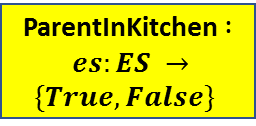 ParentInKitchen :
es: ES →
{True, False}